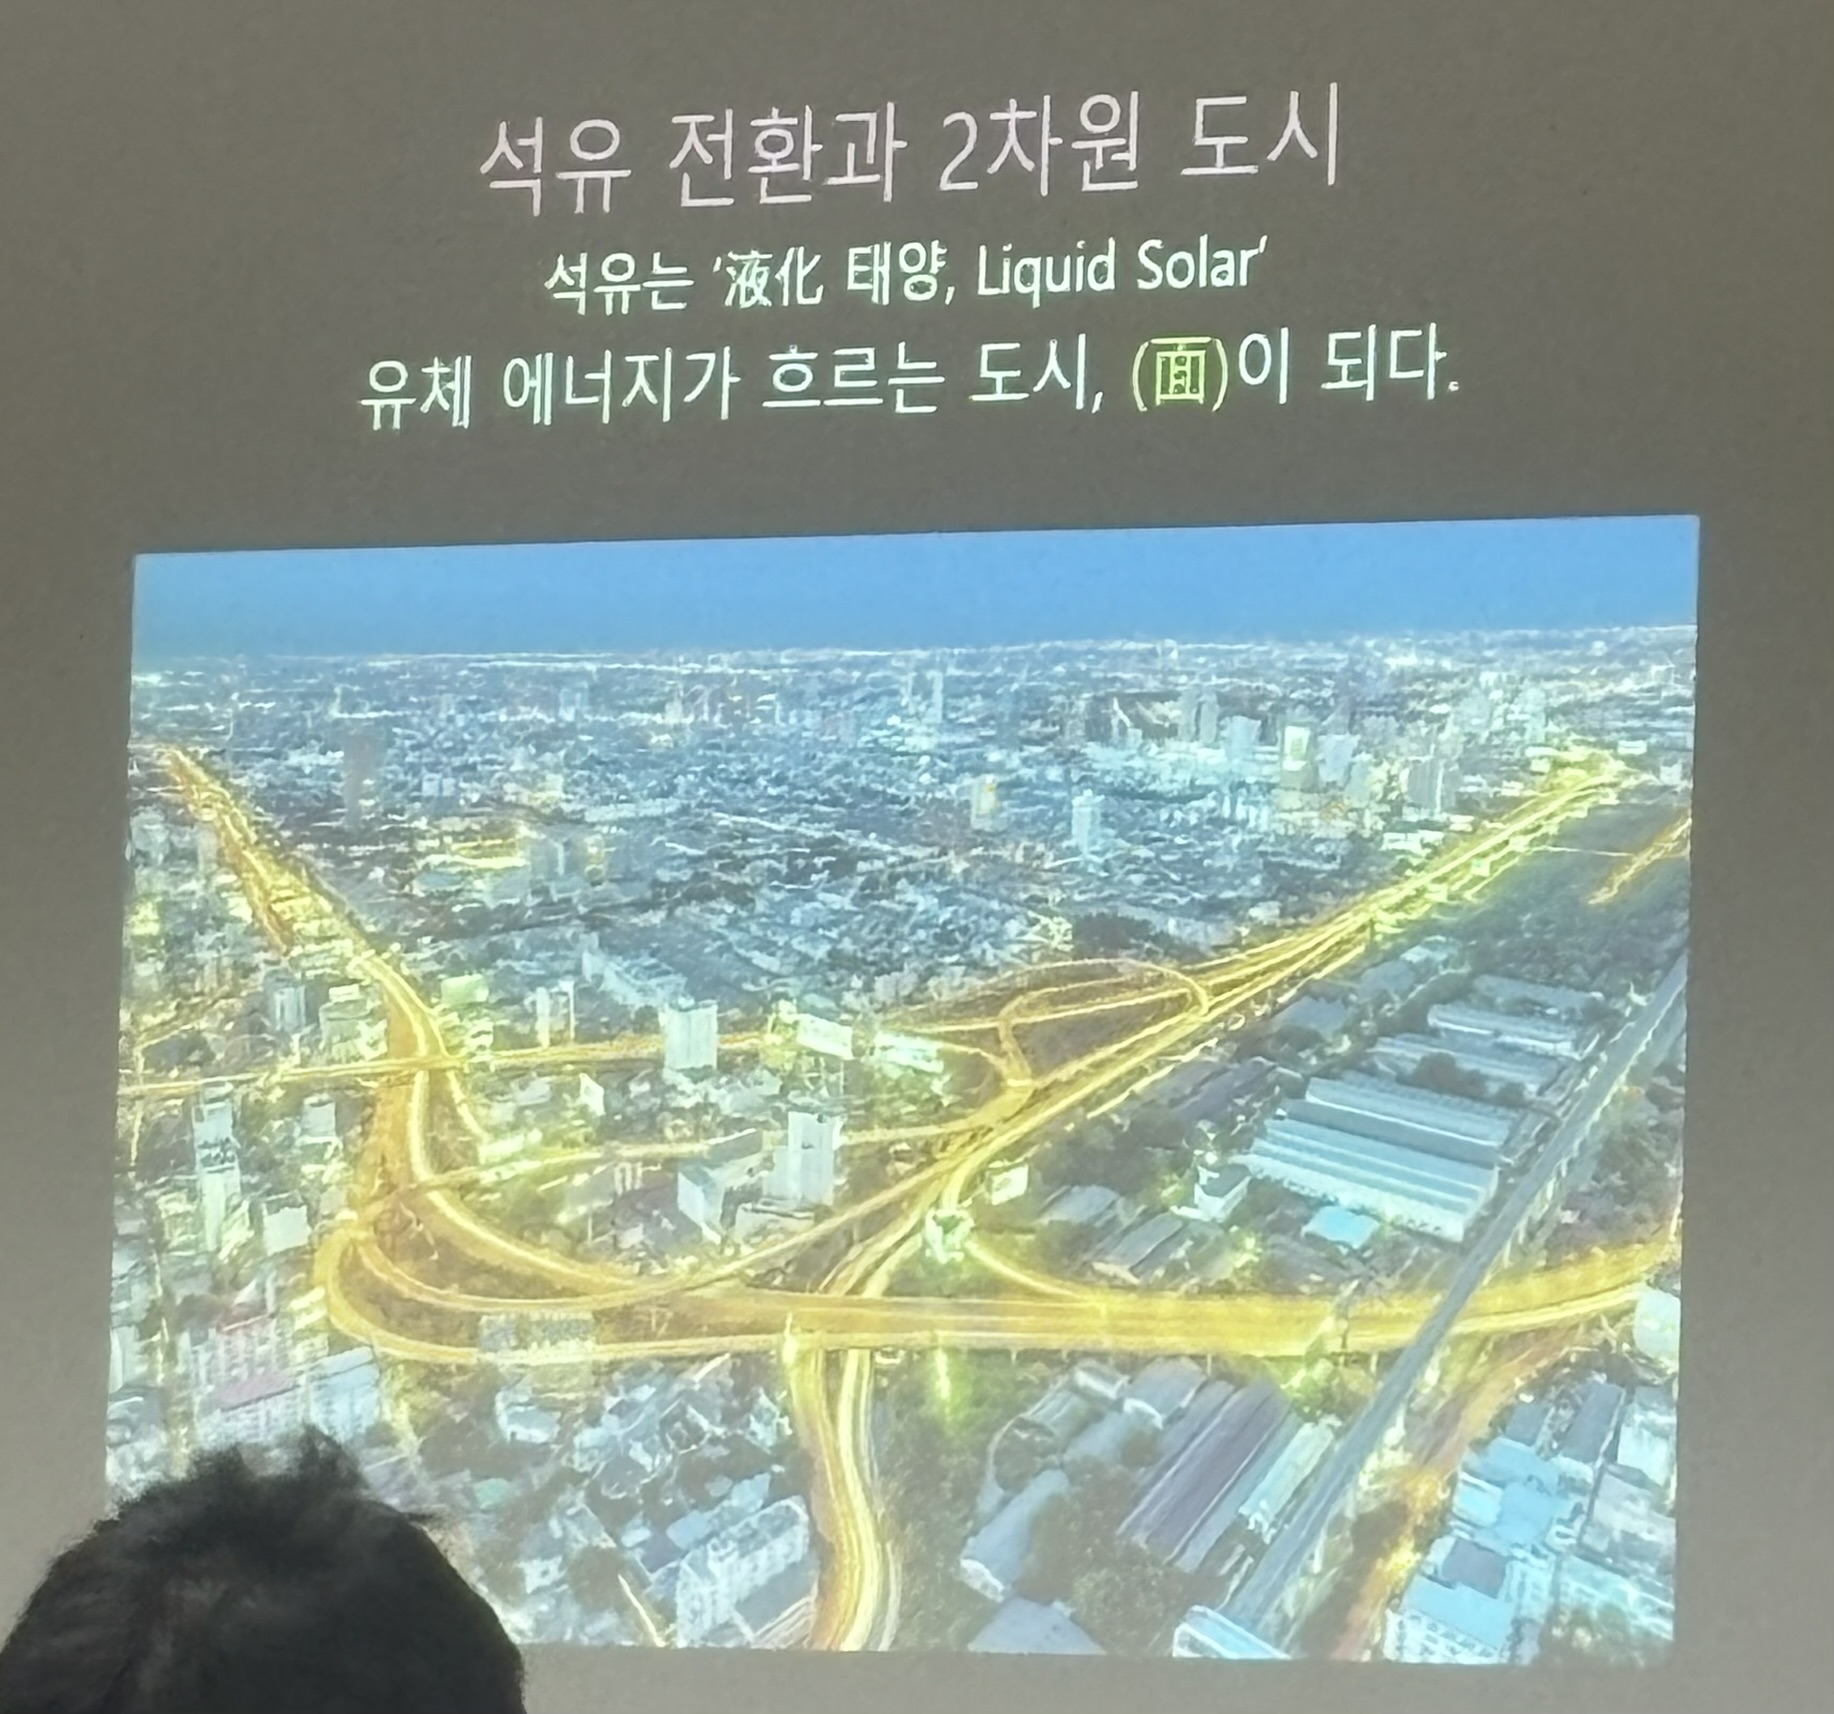 석유 전환과 2차원 도시
석유는 '液化 태양, Liquid Solar'
유체 에너지가 흐르는 도시, (面)이 되다.